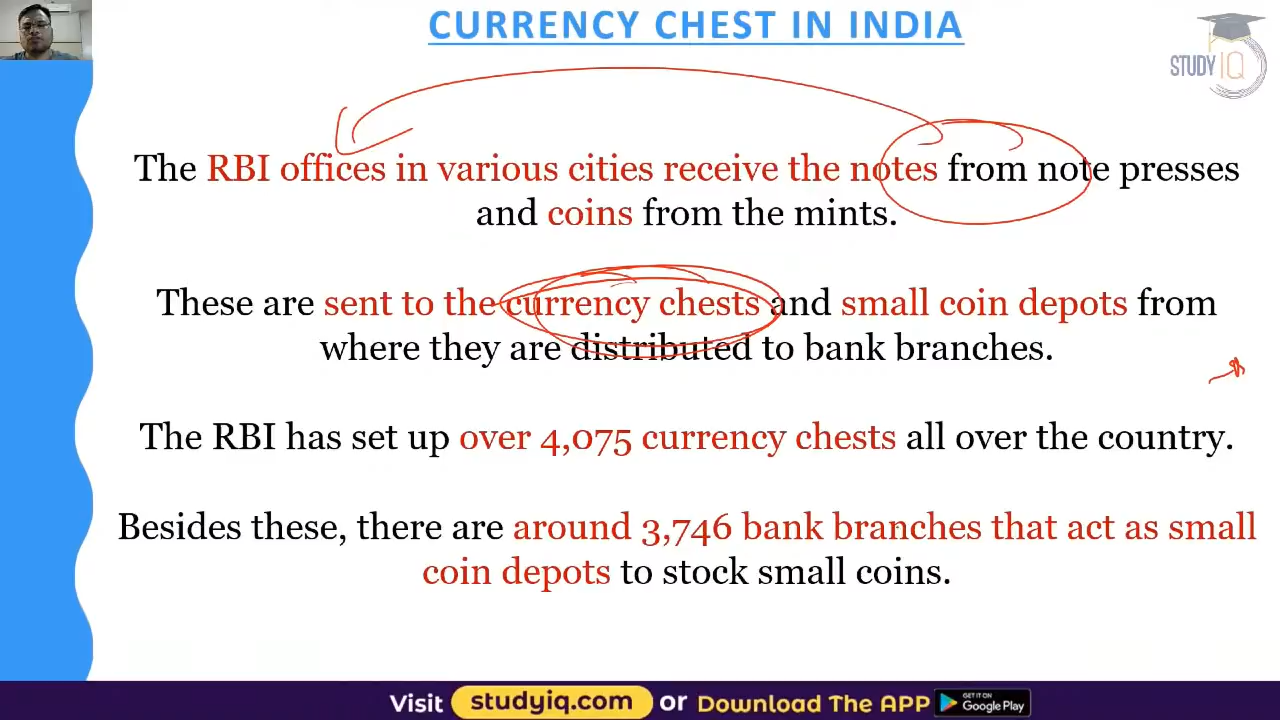 CURRENCY CHEST IN INDIA
STUDY IQ
The RBI offices in various cities receive the notes from note presses
and coins from the mints.
These are sent to the currency chests and small coin depots from
where they are distributed to bank branches.
The RBI has set up over 4,075 currency chests all over the country.
Besides these, there are around 3,746 bank branches that act as small
coin depots to stock small coins.
Visit studyiq.com or Download The APP GET IT ON Google Play